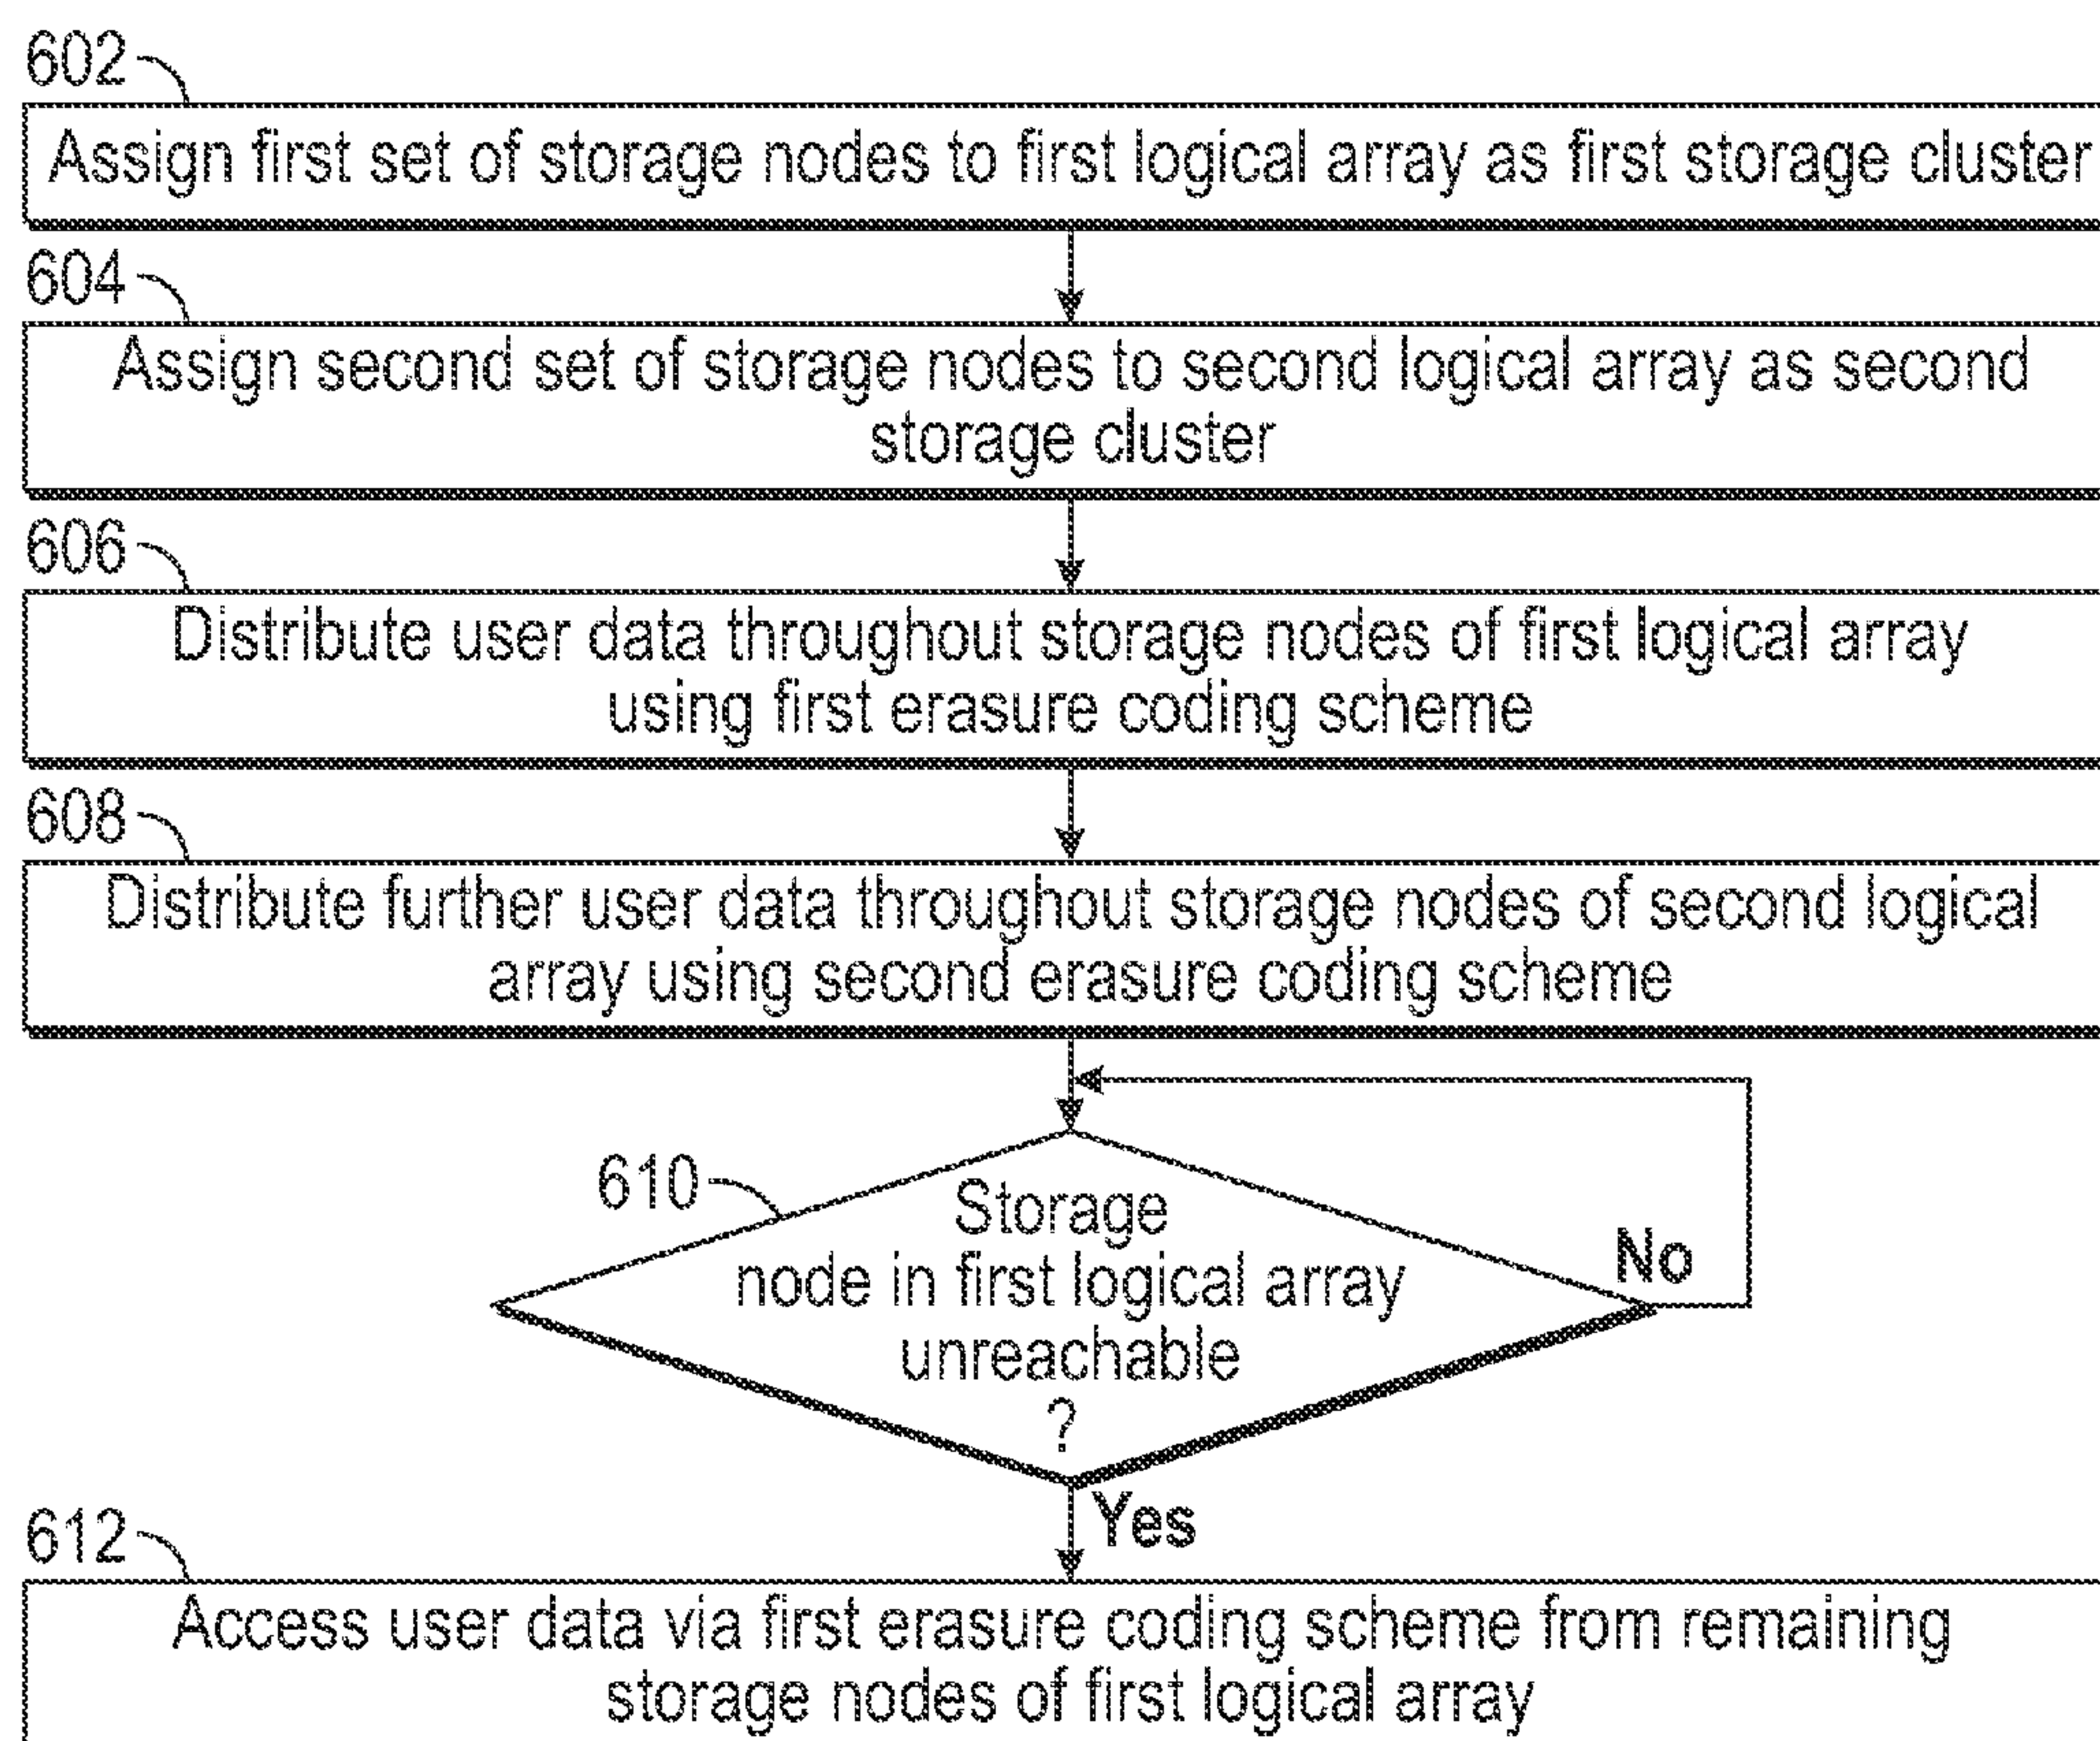 602
Assign first set of storage nodes to first logical array as first storage cluster
604
Assign second set of storage nodes to second logical array as second
storage cluster
606
Distribute user data throughout storage nodes of first logical array
using first erasure coding scheme
608
Distribute further user data throughout storage nodes of second logical
array using second erasure coding scheme
610
Storage
node in first logical array
unreachable
?
No
Yes
612
Access user data via first erasure coding scheme from remaining
storage nodes of first logical array